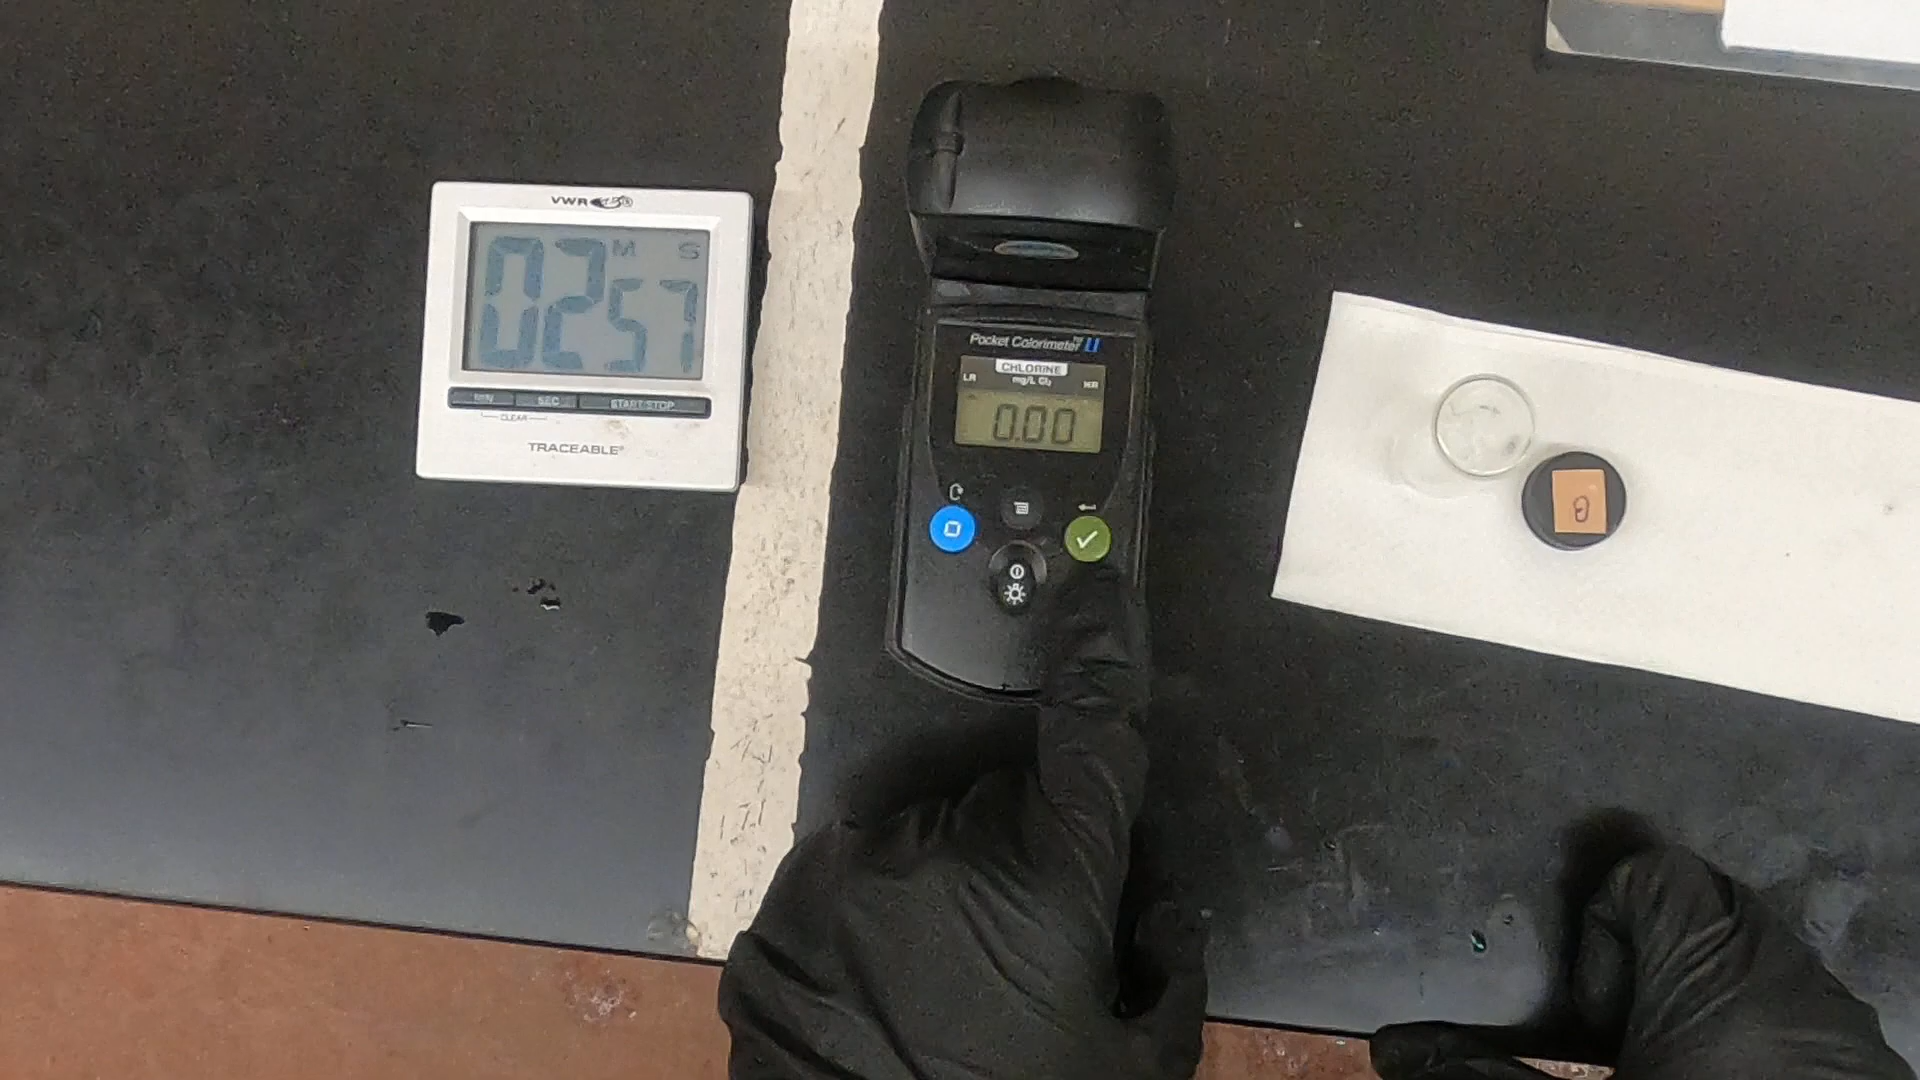 VWR
M S
02 57
MIN SEC START/STOP
CLEAR
TRACEABLE®
Pocket Colorimeter™ II
CHLORINE
LR mg/L Cl₂ HR
0.00
0